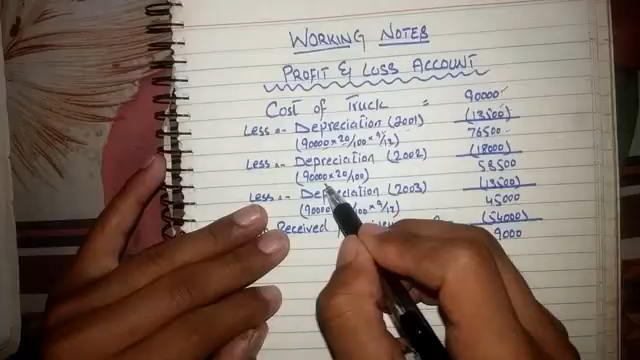 WORKING NOTES
PROFIT & LOSS ACCOUNT
Cost of Truck = 90000
Less :- Depreciation (2001) (13500)
(90000 × 20/100 × 9/12) 76500
Less :- Depreciation (2002) (18000)
(90000 × 20/100) 58500
Less :- Depreciation (2003) (13500)
(90000 /100 × 9/12) 45000
Received (54000)
9000